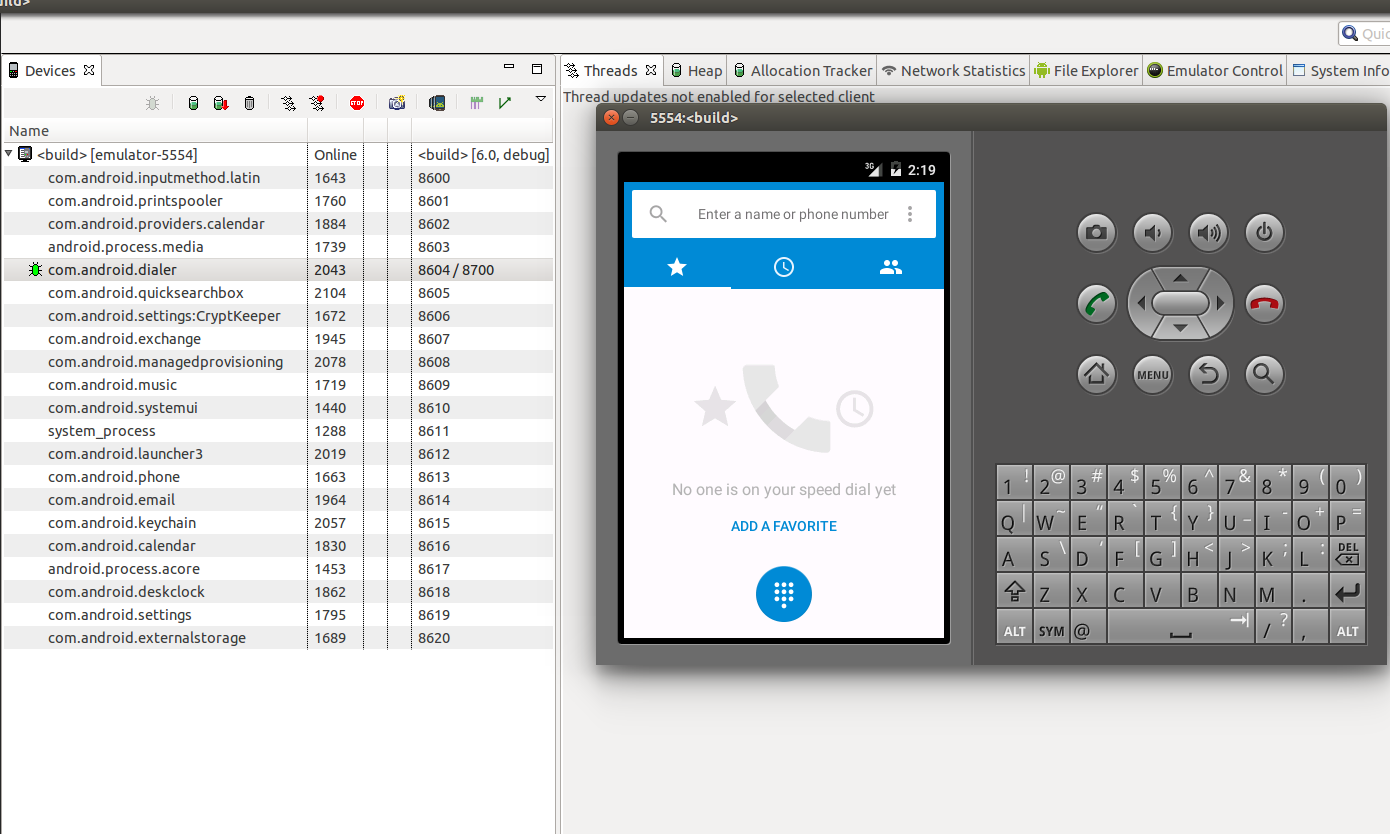 Devices
Name
<build> [emulator-5554] Online <build> [6.0, debug]
com.android.inputmethod.latin 1643 8600
com.android.printspooler 1760 8601
com.android.providers.calendar 1884 8602
android.process.media 1739 8603
com.android.dialer 2043 8604 / 8700
com.android.quicksearchbox 2104 8605
com.android.settings:CryptKeeper 1672 8606
com.android.exchange 1945 8607
com.android.managedprovisioning 2078 8608
com.android.music 1719 8609
com.android.systemui 1440 8610
system_process 1288 8611
com.android.launcher3 2019 8612
com.android.phone 1663 8613
com.android.email 1964 8614
com.android.keychain 2057 8615
com.android.calendar 1830 8616
android.process.acore 1453 8617
com.android.deskclock 1862 8618
com.android.settings 1795 8619
com.android.externalstorage 1689 8620
STOP
Threads Heap Allocation Tracker Network Statistics File Explorer Emulator Control System Info
Thread updates not enabled for selected client
5554:<build>
3G 2:19
Enter a name or phone number
No one is on your speed dial yet
ADD A FAVORITE
MENU
1 ! 2 @ 3 # 4 $ 5 % 6 ^ 7 & 8 * 9 ( 0 )
Q | W ~ E “ R ` T { Y } U _ I - O + P =
A S \ D ‘ F [ G ] H < J > K ; L : DEL
Z X C V B N M .
ALT SYM @ / ? , ALT